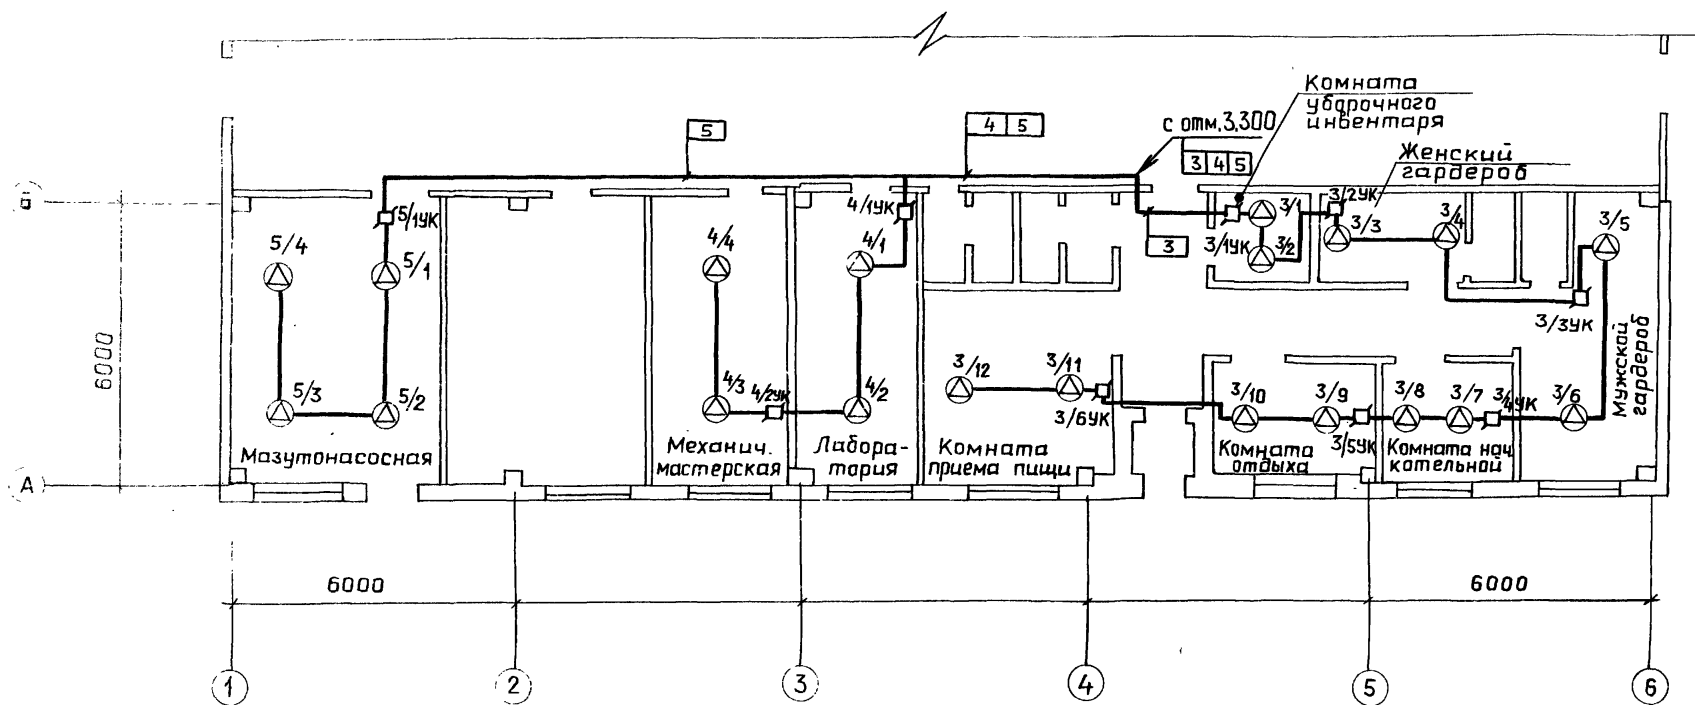 Комната
уборочного
инвентаря
5
4 5
с отм. 3,300
3 4 5
Женский
гардероб
Б
5/1УК
4/1УК
3/1
3/2УК
3/4
3/5
5/4
5/1
4/4
4/1
3
3/1УК
3/2
3/3
3/3УК
6000
Мужской
гардероб
5/3
5/2
4/3
4/2УК
4/2
3/12
3/11
3/6УК
3/10
3/9
3/5УК
3/8
3/7
3/4УК
3/6
Мазутонасосная
Механич.
мастерская
Лабора-
тория
Комната
приема пищи
Комната
отдыха
Комната нач.
котельной
А
6000
6000
1
2
3
4
5
6